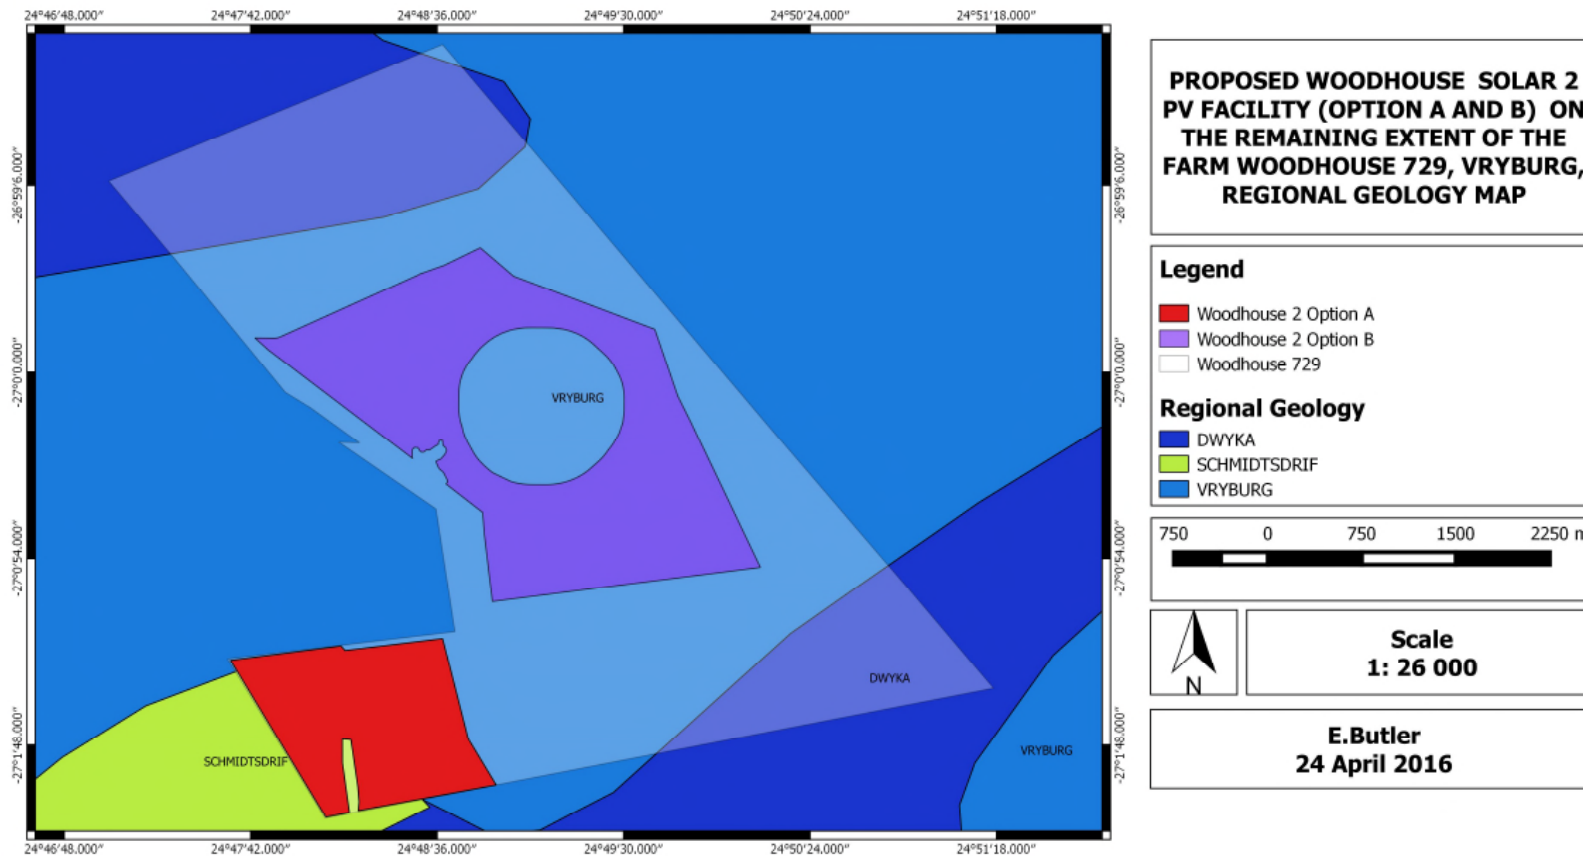 24°46'48.000" 24°47'42.000" 24°48'36.000" 24°49'30.000" 24°50'24.000" 24°51'18.000"
-26°59'6.000" -27°0'0.000" -27°0'54.000" -27°1'48.000"
VRYBURG
DWYKA
SCHMIDTSDRIF
VRYBURG
-26°59'6.000" -27°0'0.000" -27°0'54.000" -27°1'48.000"
24°46'48.000" 24°47'42.000" 24°48'36.000" 24°49'30.000" 24°50'24.000" 24°51'18.000"
PROPOSED WOODHOUSE SOLAR 2
PV FACILITY (OPTION A AND B) ON
THE REMAINING EXTENT OF THE
FARM WOODHOUSE 729, VRYBURG,
REGIONAL GEOLOGY MAP
Legend
Woodhouse 2 Option A
Woodhouse 2 Option B
Woodhouse 729
Regional Geology
DWYKA
SCHMIDTSDRIF
VRYBURG
750 0 750 1500 2250 m
N
Scale
1: 26 000
E.Butler
24 April 2016